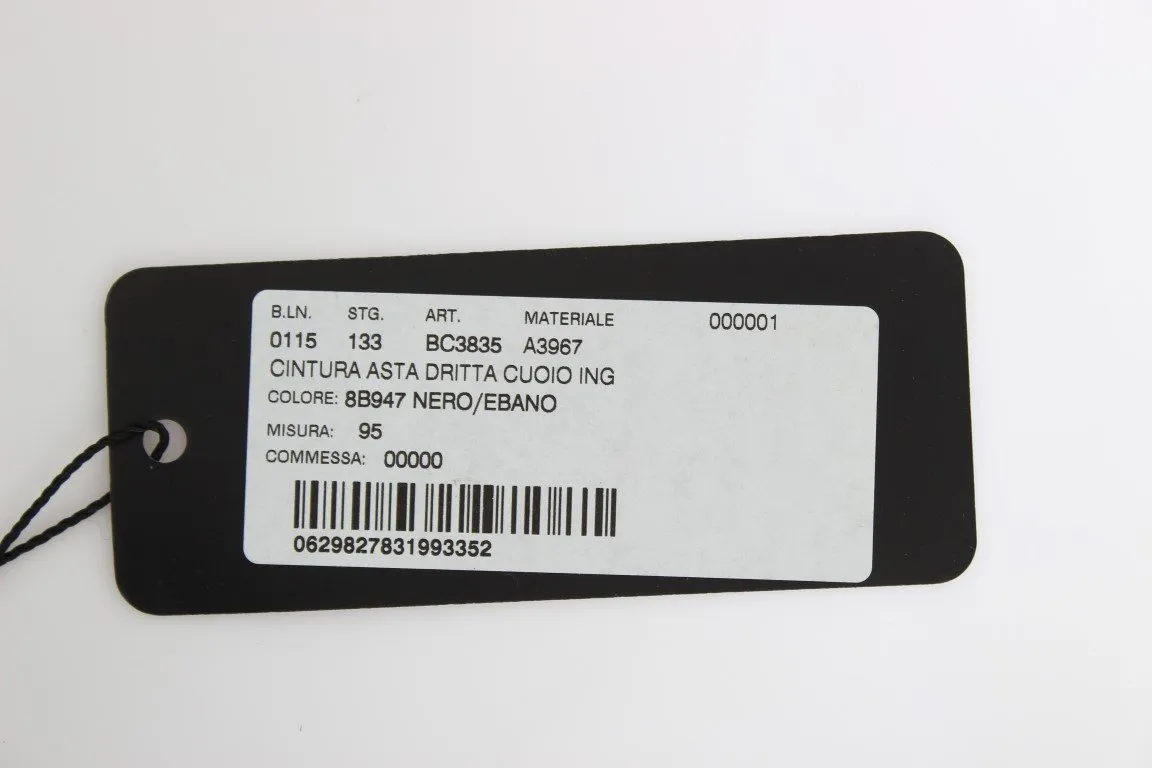 B.LN. STG. ART. MATERIALE 000001
0115 133 BC3835 A3967
CINTURA ASTA DRITTA CUOIO ING
COLORE: 8B947 NERO/EBANO
MISURA: 95
COMMESSA: 00000
0629827831993352